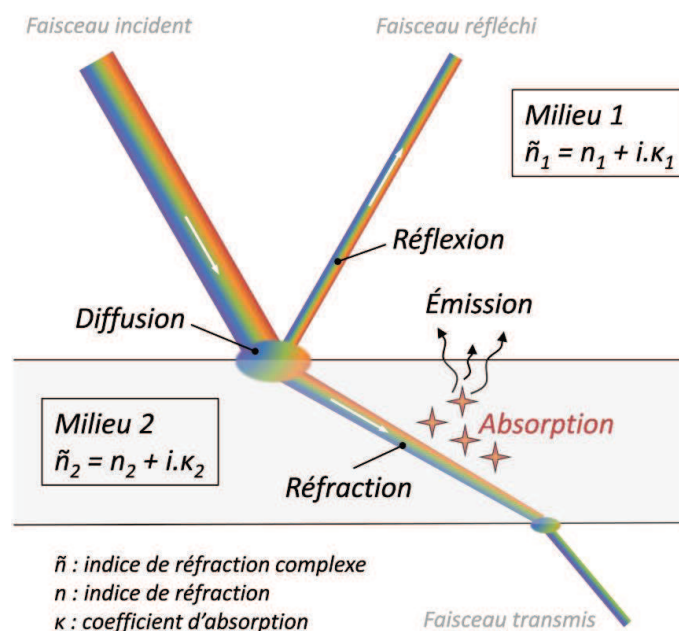 Faisceau incident
Faisceau réfléchi
Milieu 1
ñ₁ = n₁ + i.κ₁
Réflexion
Émission
Diffusion
Absorption
Milieu 2
ñ₂ = n₂ + i.κ₂
Réfraction
ñ : indice de réfraction complexe
n : indice de réfraction
κ : coefficient d'absorption
Faisceau transmis